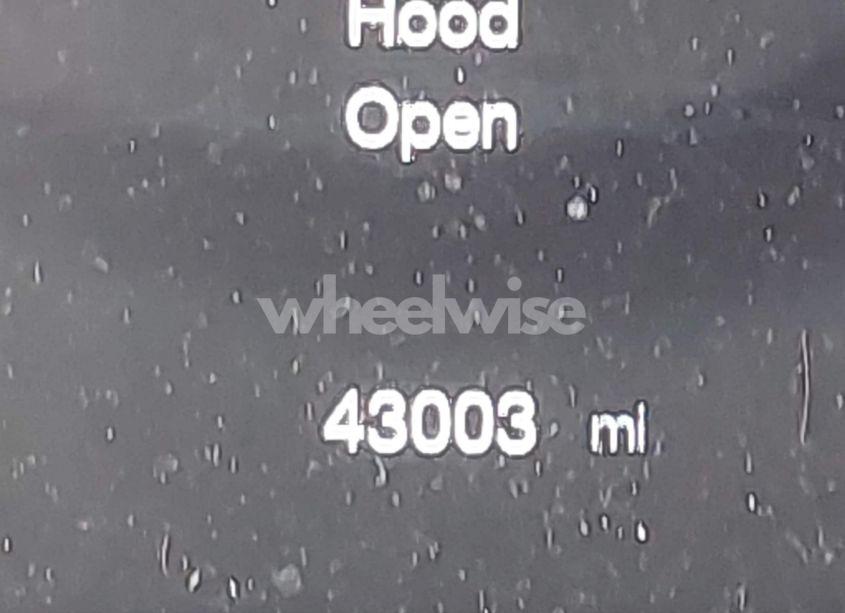 Hood
Open
wheelwise
43003 mi